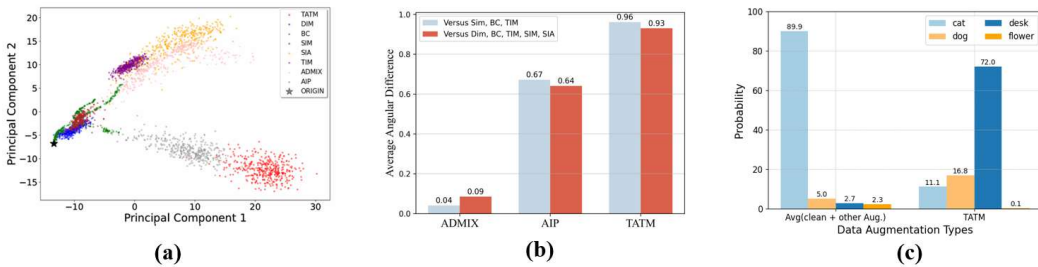 Principal Component 2
20
15
10
5
0
−5
−10
−15
−10
0
10
20
30
Principal Component 1
TATM
DIM
BC
SIM
SIA
TIM
ADMIX
AIP
ORIGIN
(a)
Average Angular Difference
1.0
0.8
0.6
0.4
0.2
0.0
Versus Sim, BC, TIM
Versus Dim, BC, TIM, SIM, SIA
0.04
0.09
0.67
0.64
0.96
0.93
ADMIX
AIP
TATM
(b)
Probability
100
80
60
40
20
0
cat
dog
desk
flower
89.9
5.0
2.7
2.3
11.1
16.8
72.0
0.1
Avg(clean + other Aug.)
TATM
Data Augmentation Types
(c)